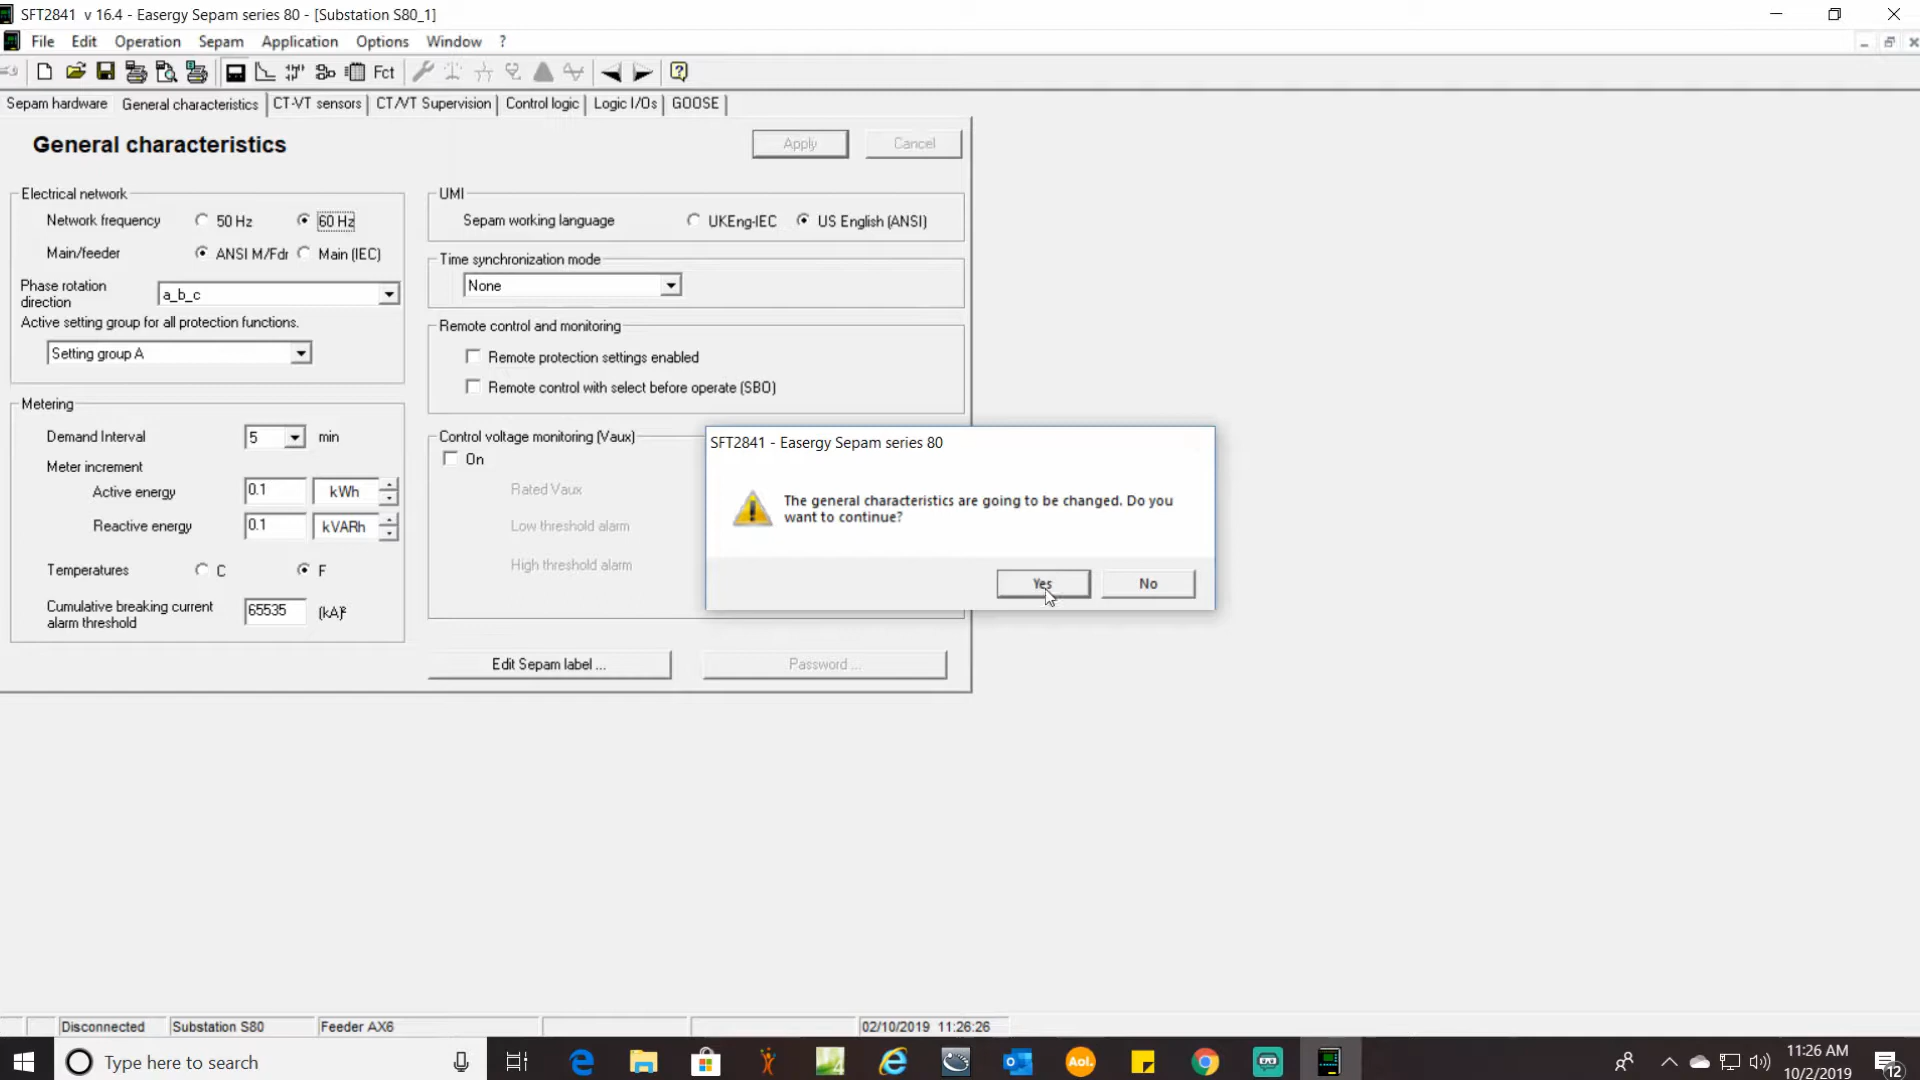 SFT2841 v 16.4 - Easergy Sepam series 80 - [Substation S80_1]
File Edit Operation Sepam Application Options Window ?
Fct
Sepam hardware General characteristics CT-VT sensors CT/VT Supervision Control logic Logic I/Os GOOSE
General characteristics
Apply Cancel
Electrical network
Network frequency 50 Hz 60 Hz
Main/feeder ANSI M/Fdr Main (IEC)
Phase rotation
direction
a_b_c
Active setting group for all protection functions.
Setting group A
UMI
Sepam working language UKEng-IEC US English (ANSI)
Time synchronization mode
None
Remote control and monitoring
Remote protection settings enabled
Remote control with select before operate (SBO)
Metering
Demand Interval 5 min
Meter increment
Active energy 0.1 kWh
Reactive energy 0.1 kVARh
Temperatures C F
Cumulative breaking current
alarm threshold
65535 (kA)²
Control voltage monitoring (Vaux)
On
Rated Vaux
Low threshold alarm
High threshold alarm
SFT2841 - Easergy Sepam series 80
The general characteristics are going to be changed. Do you
want to continue?
Yes No
Edit Sepam label ... Password ...
Disconnected Substation S80 Feeder AX6 02/10/2019 11:26:26
Type here to search
Aol.
11:26 AM
10/2/2019
12